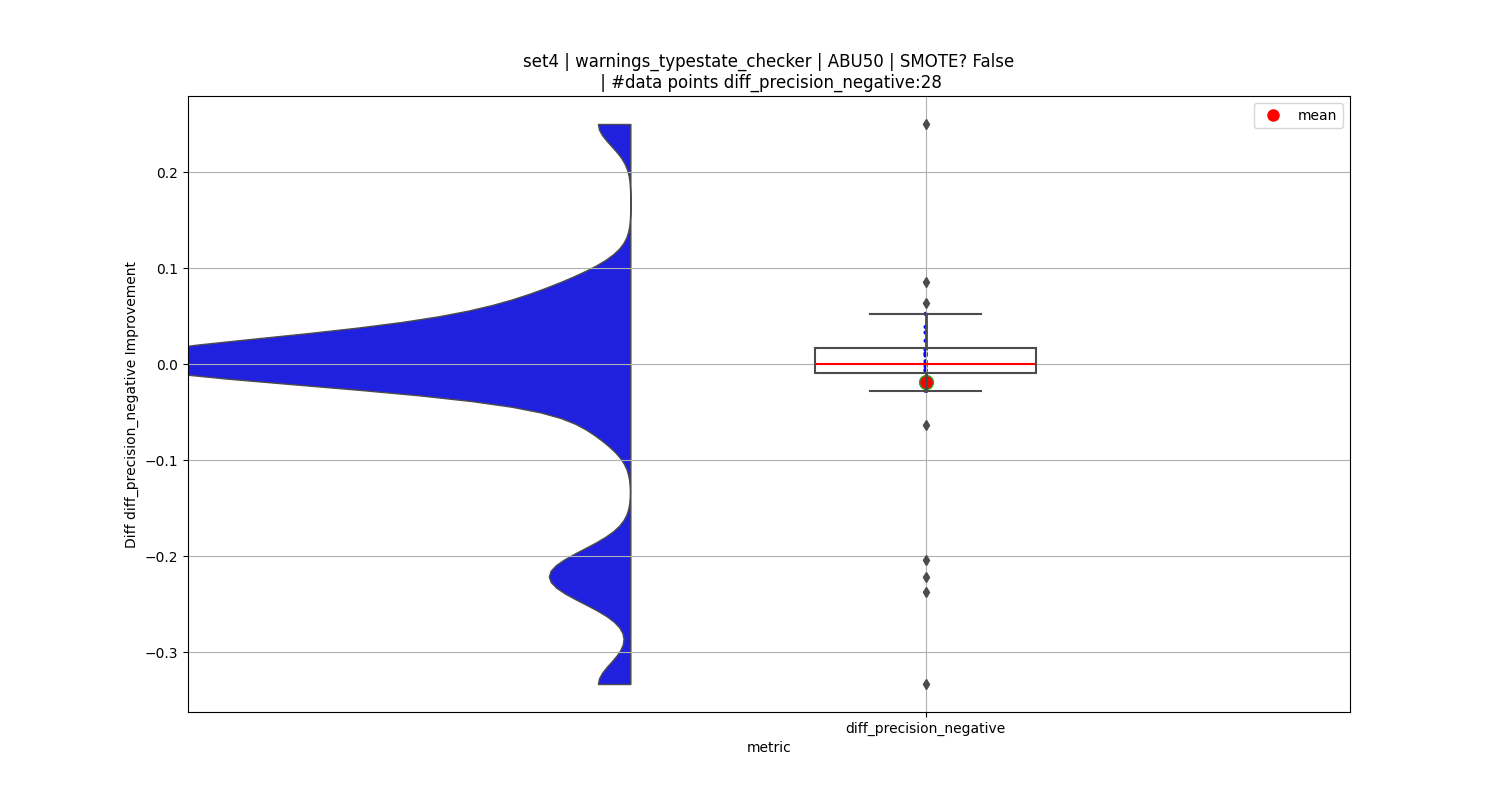 set4 | warnings_typestate_checker | ABU50 | SMOTE? False
| #data points diff_precision_negative:28
mean
0.2
0.1
0.0
−0.1
−0.2
−0.3
Diff diff_precision_negative Improvement
diff_precision_negative
metric